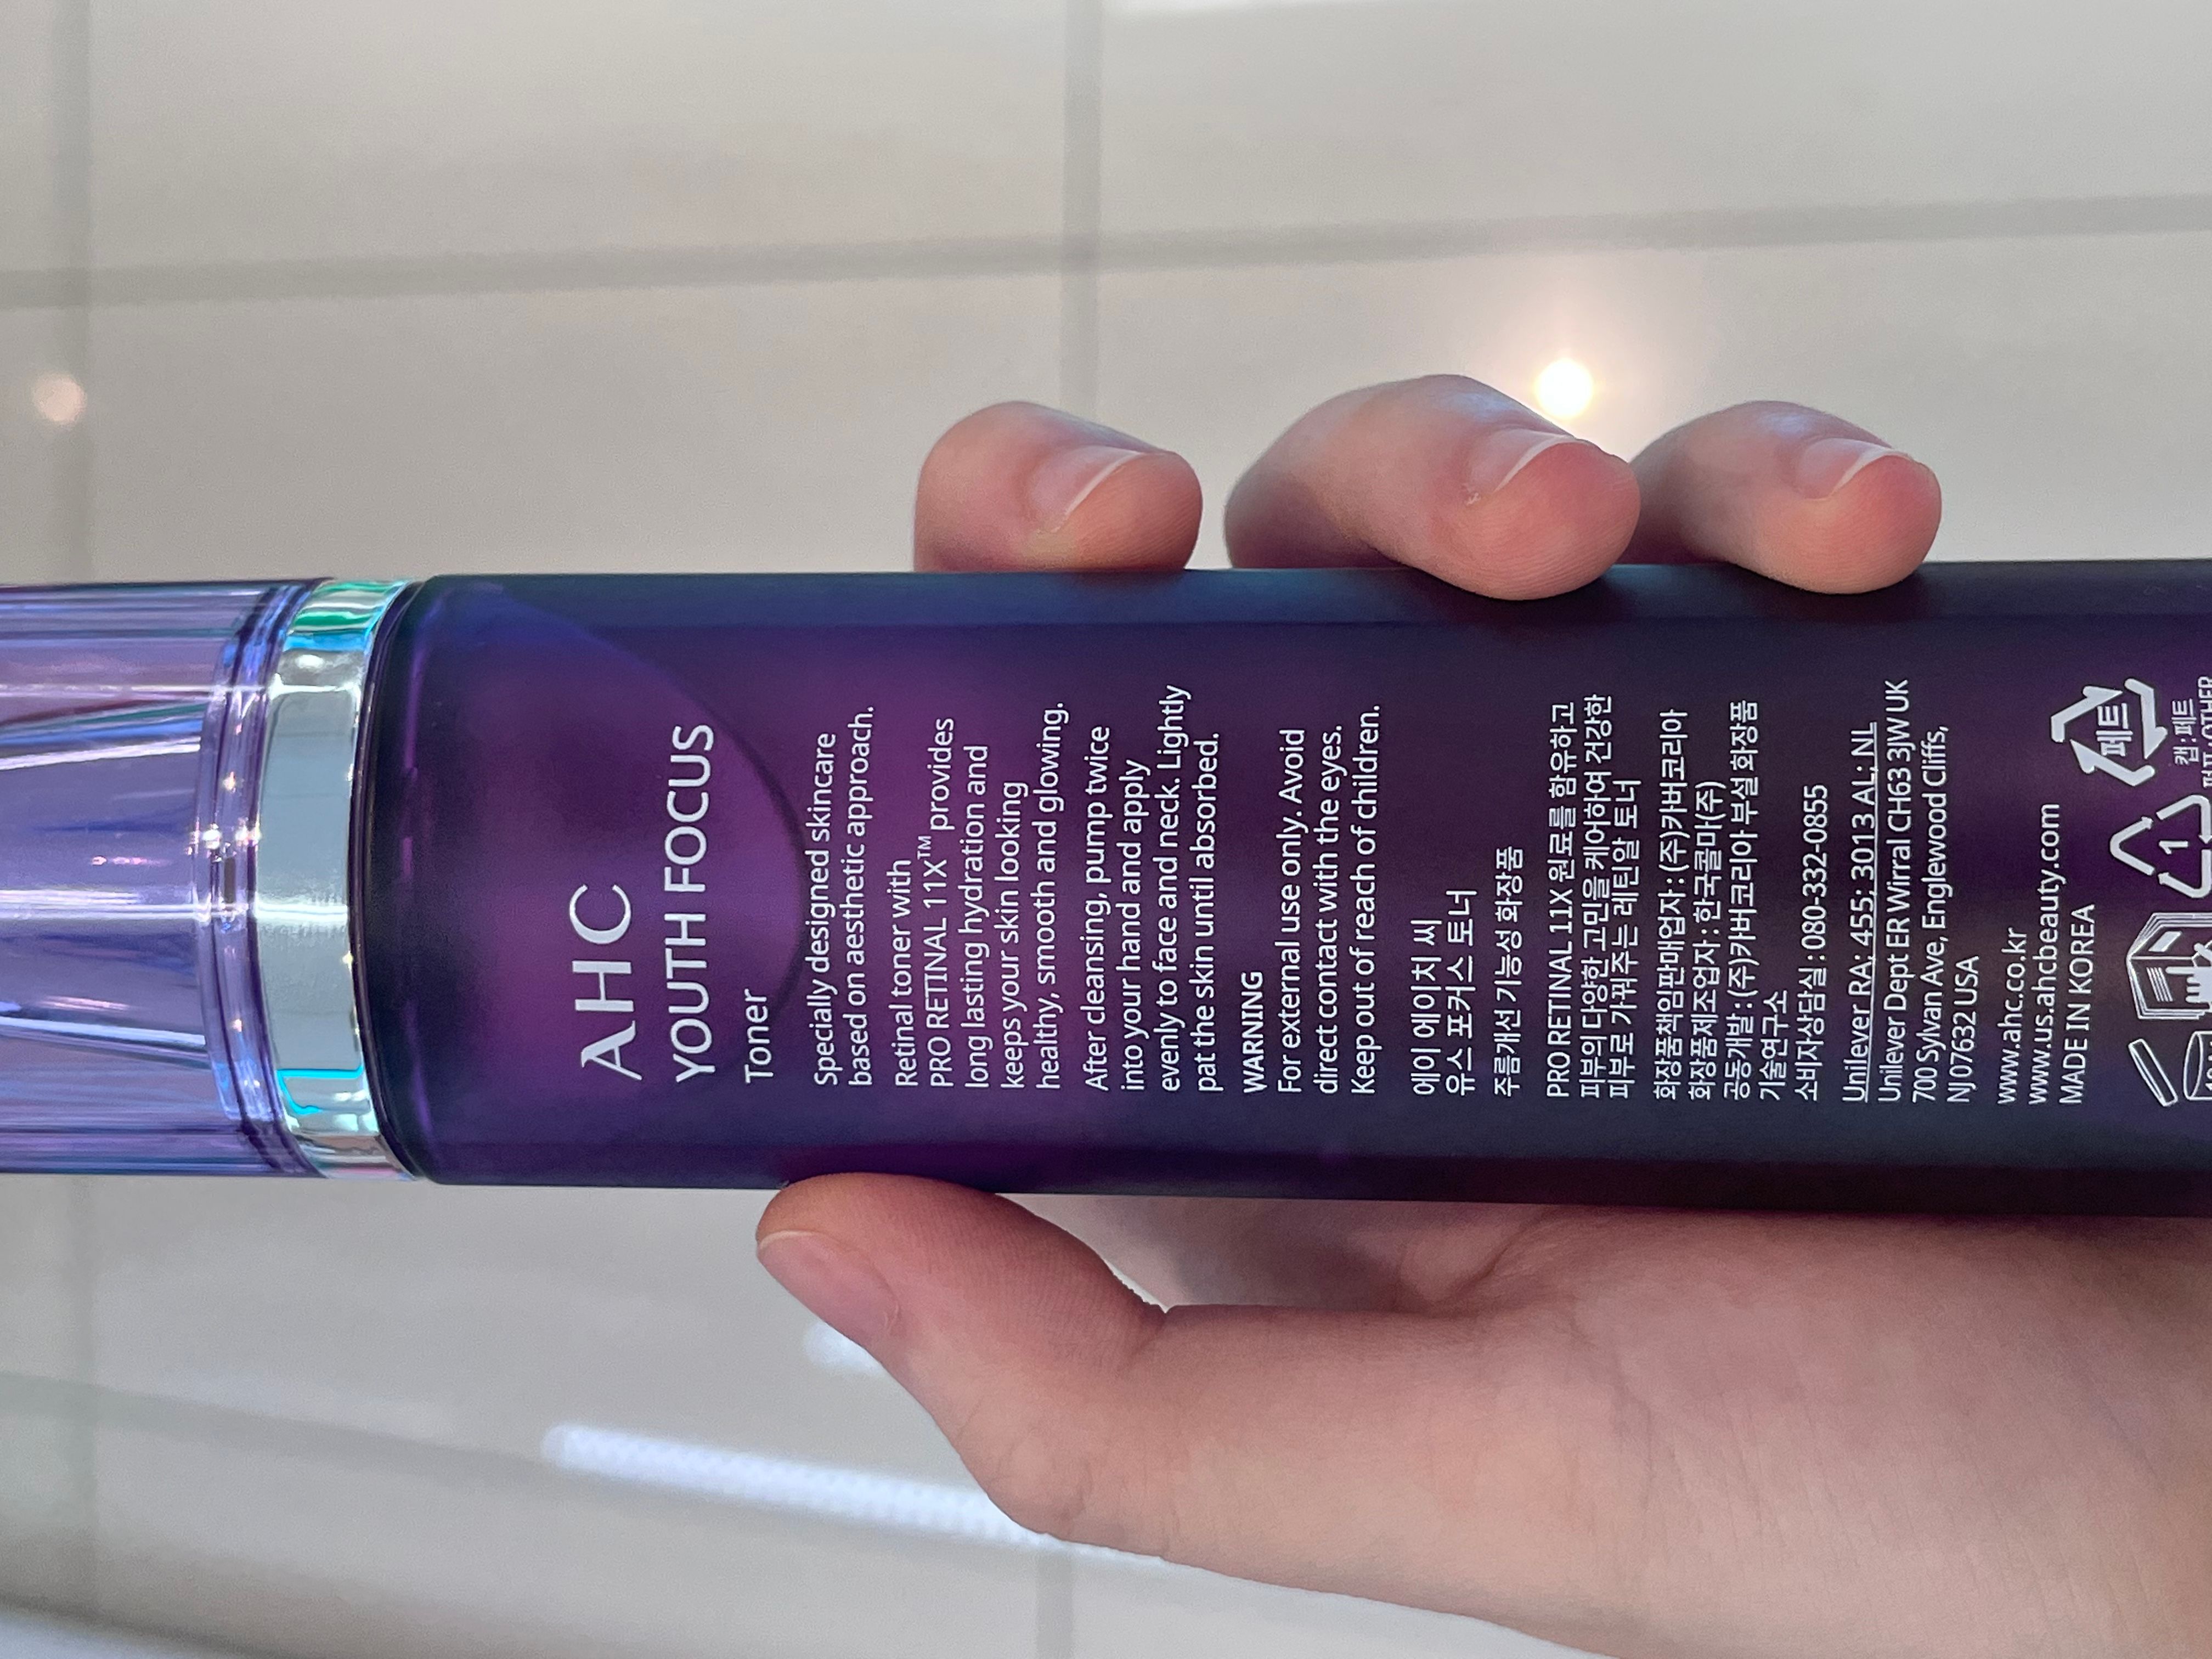 AHC
YOUTH FOCUS
Toner
Specially designed skincare
based on aesthetic approach.
Retinal toner with
PRO RETINAL 11X™ provides
long lasting hydration and
keeps your skin looking
healthy, smooth and glowing.
After cleansing, pump twice
into your hand and apply
evenly to face and neck. Lightly
pat the skin until absorbed.
WARNING
For external use only. Avoid
direct contact with the eyes.
Keep out of reach of children.
에이 에이치 씨
유스 포커스 토너
주름개선 기능성 화장품
PRO RETINAL 11X 원료를 함유하고
피부의 다양한 고민을 케어하여 건강한
피부로 가꿔주는 레티날 토너
화장품책임판매업자 : (주)카버코리아
화장품제조업자 : 한국콜마(주)
공동개발 : (주)카버코리아 부설 화장품
기술연구소
소비자상담실 : 080-332-0855
Unilever RA; 455; 3013 AL; NL
Unilever Dept ER Wirral CH63 3JW UK
700 Sylvan Ave, Englewood Cliffs,
NJ 07632 USA
www.ahc.co.kr
www.us.ahcbeauty.com
MADE IN KOREA
1
페트
캡 : 페트